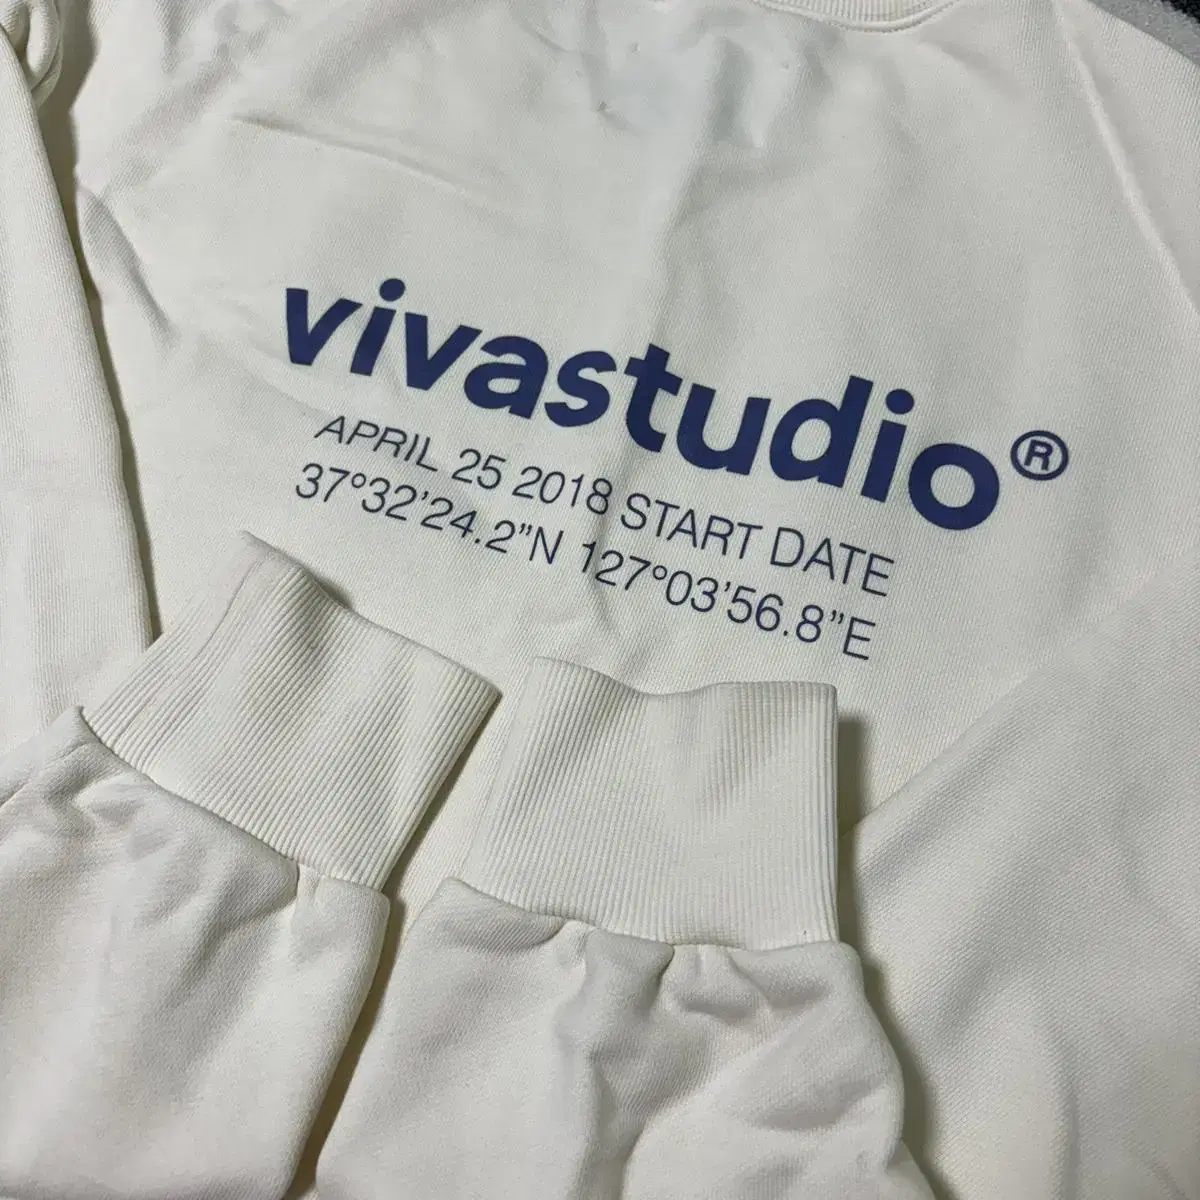 vivastudio®
APRIL 25 2018 START DATE
37°32’24.2”N 127°03’56.8”E